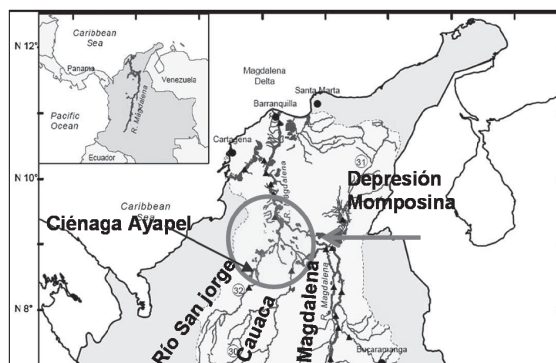 Caribbean
Sea
Panama
Venezuela
Pacific
Ocean
R. Magdalena
Ecuador
N 12°
N 10°
N 8°
Magdalena
Delta
Santa Marta
Barranquilla
Cartagena
31
R. Magdalena
Depresión
Momposina
Caribbean
Sea
Ciénaga Ayapel
Río San jorge
32
30
Cauaca
Magdalena
R. Magdalena
Bucaramanga